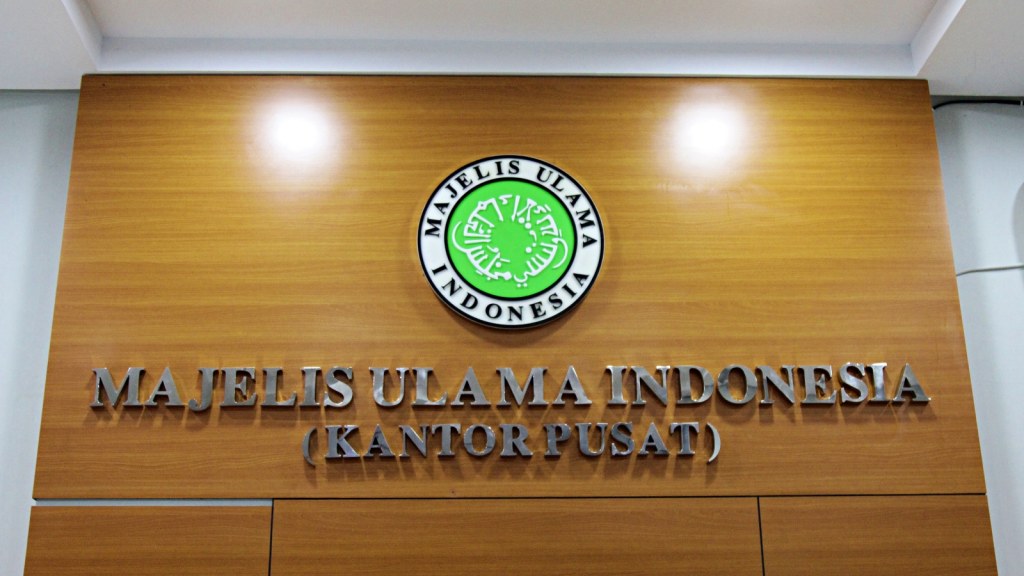 MAJELIS ULAMA
INDONESIA
MAJELIS ULAMA INDONESIA
(KANTOR PUSAT)